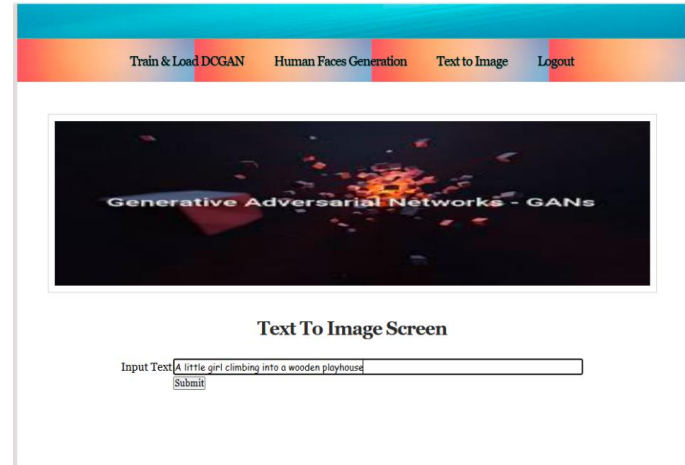 Train & Load DCGAN Human Faces Generation Text to Image Logout
Generative Adversarial Networks - GANs
Text To Image Screen
Input Text A little girl climbing into a wooden playhouse
Submit